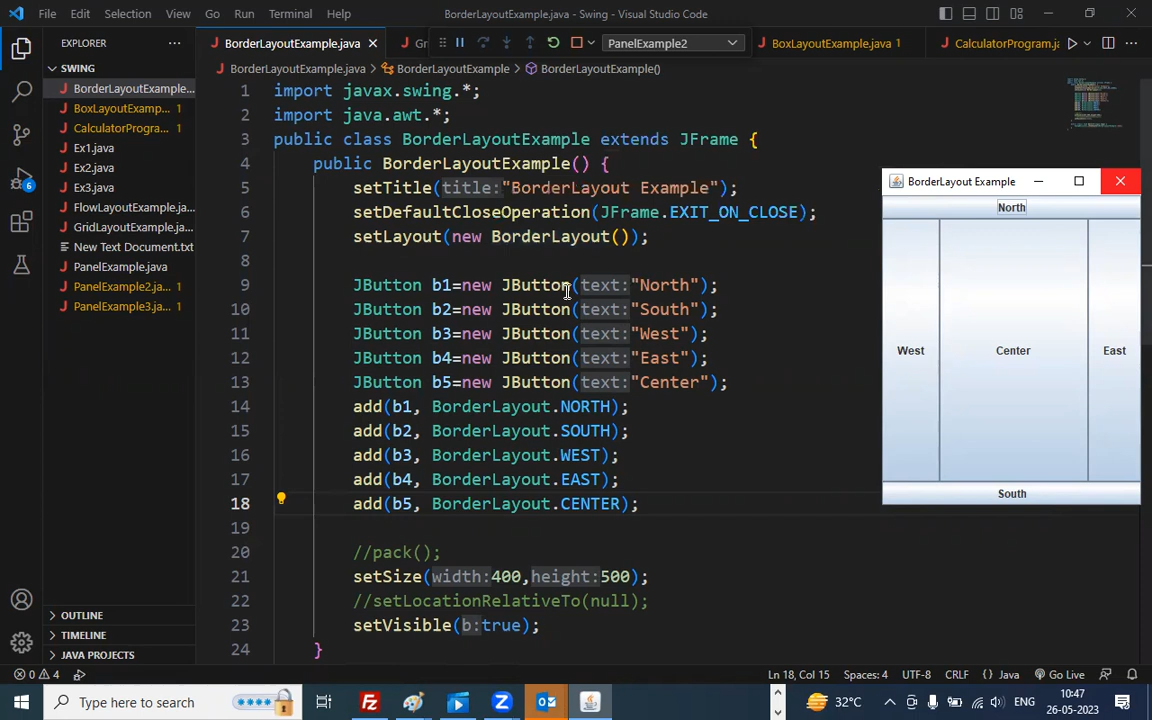 File Edit Selection View Go Run Terminal Help
BorderLayoutExample.java - Swing - Visual Studio Code
EXPLORER
SWING
BorderLayoutExample...
BoxLayoutExamp... 1
CalculatorProgra... 1
Ex1.java
Ex2.java
Ex3.java
FlowLayoutExample.ja...
GridLayoutExample.ja...
New Text Document.txt
PanelExample.java
PanelExample2.ja... 1
PanelExample3.ja... 1
OUTLINE
TIMELINE
JAVA PROJECTS
6
BorderLayoutExample.java
Gr
PanelExample2
BoxLayoutExample.java 1
CalculatorProgram.ja
BorderLayoutExample.java > BorderLayoutExample > BorderLayoutExample()
1 import javax.swing.*;
2 import java.awt.*;
3 public class BorderLayoutExample extends JFrame {
4 public BorderLayoutExample() {
5 setTitle(title:"BorderLayout Example");
6 setDefaultCloseOperation(JFrame.EXIT_ON_CLOSE);
7 setLayout(new BorderLayout());
8
9 JButton b1=new JButton(text:"North");
10 JButton b2=new JButton(text:"South");
11 JButton b3=new JButton(text:"West");
12 JButton b4=new JButton(text:"East");
13 JButton b5=new JButton(text:"Center");
14 add(b1, BorderLayout.NORTH);
15 add(b2, BorderLayout.SOUTH);
16 add(b3, BorderLayout.WEST);
17 add(b4, BorderLayout.EAST);
18 add(b5, BorderLayout.CENTER);
19
20 //pack();
21 setSize(width:400,height:500);
22 //setLocationRelativeTo(null);
23 setVisible(b:true);
24 }
BorderLayout Example
North
West Center East
South
0 4
Ln 18, Col 15 Spaces: 4 UTF-8 CRLF Java Go Live
Type here to search
32°C
ENG
10:47
26-05-2023